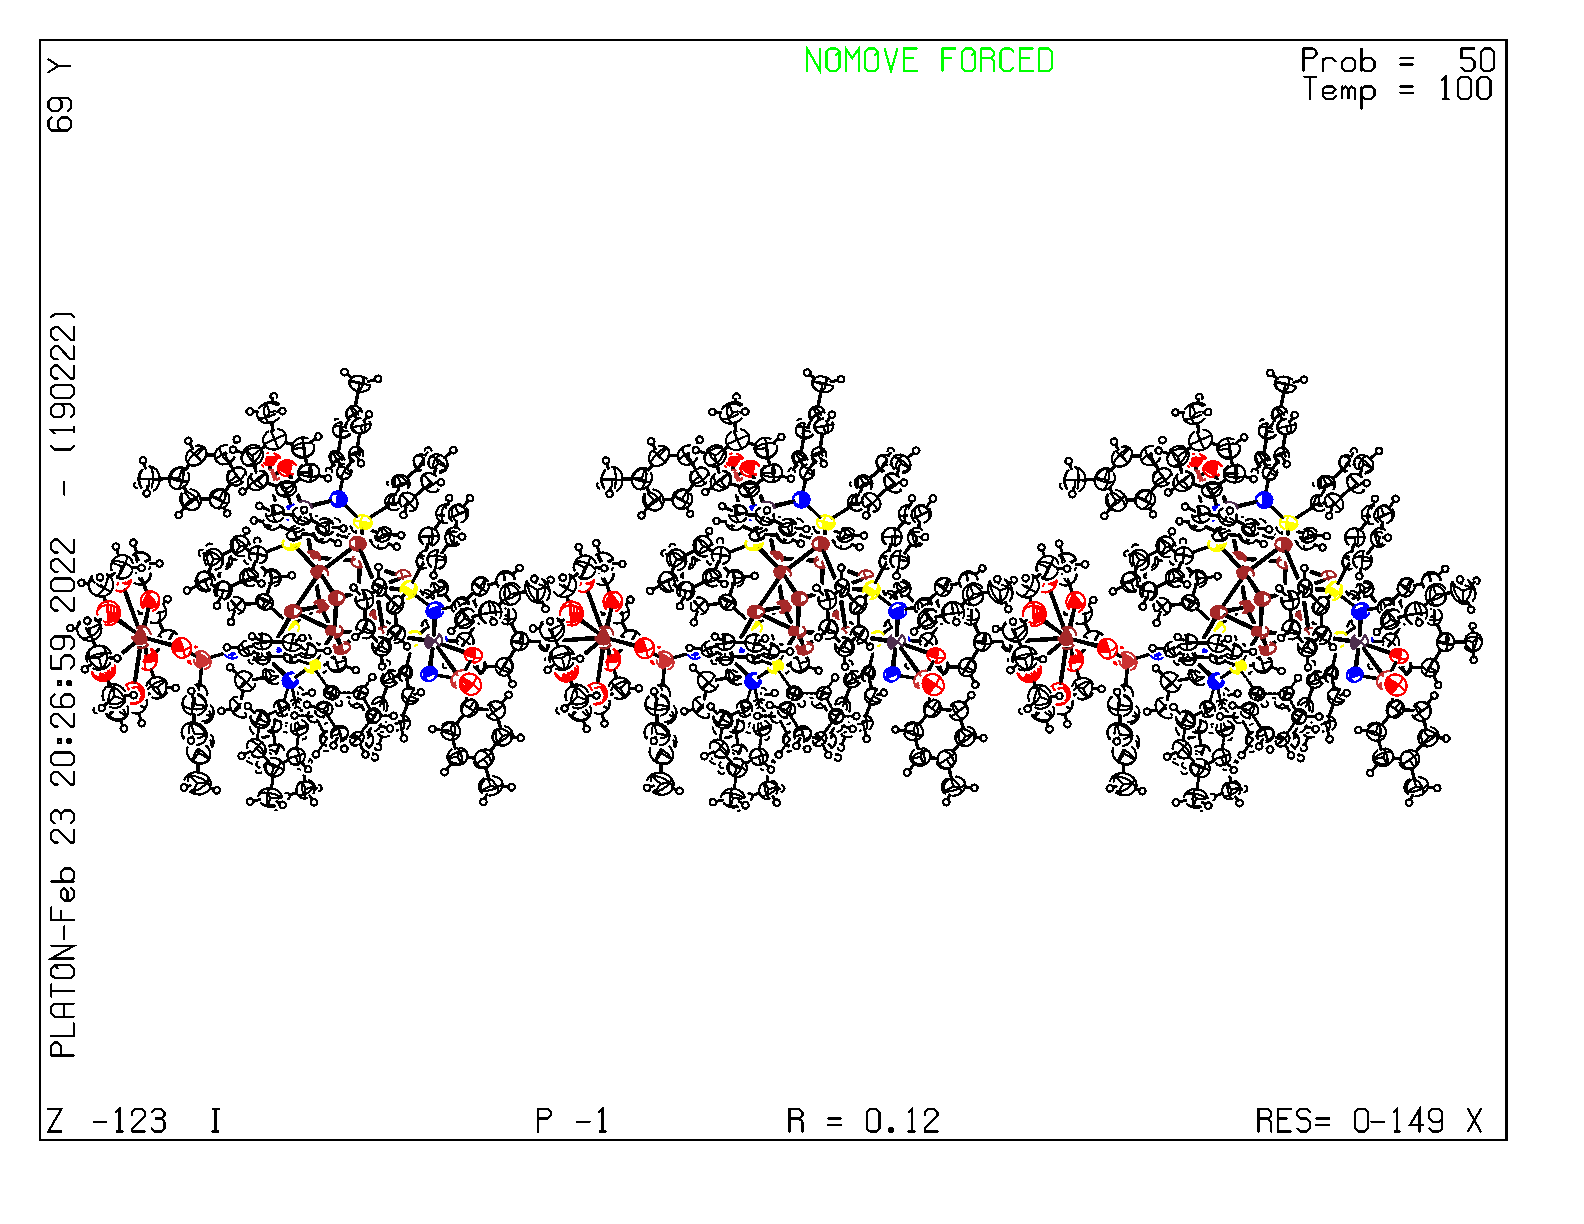 NOMOVE FORCED
Prob = 50
Temp = 100
PLATON-Feb 23 20:26:59 2022 - (190222) 69 Y
Z -123 I P -1 R = 0.12 RES= 0-149 X